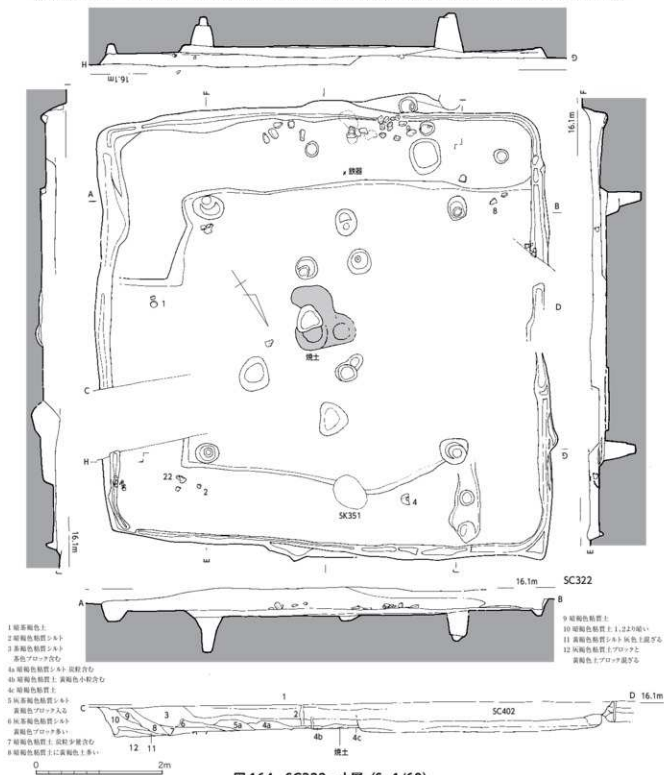 H
G
16.1m
F
16.1m
A
B
鉄器
8
1
D
焼土
C
H
G
22
2
SK351
4
16.1m
E
E
16.1m
SC322
A
B
1 暗茶褐色土
2 暗褐色粘質シルト
3 茶褐色粘質シルト
茶色ブロック含む
4a 暗褐色粘質シルト 炭粒含む
4b 暗褐色粘質土 黄褐色小粒含む
4c 暗褐色粘質土
5 灰茶褐色粘質シルト
黄褐色ブロック入る
6 灰茶褐色粘質シルト
黄褐色ブロック多い
7 暗褐色粘質土 炭粒少量含む
8 暗褐色粘質土に黄褐色土多い
9 暗褐色粘質土
10 暗褐色粘質土 1、2より暗い
11 黄褐色粘質シルト 灰色土混ざる
12 灰褐色粘質土ブロックと
黄褐色土ブロック混ざる
C
1
D 16.1m
10
9
8
3
6
5a
4a
2
4b
4c
SC402
12
11
焼土
0
2m